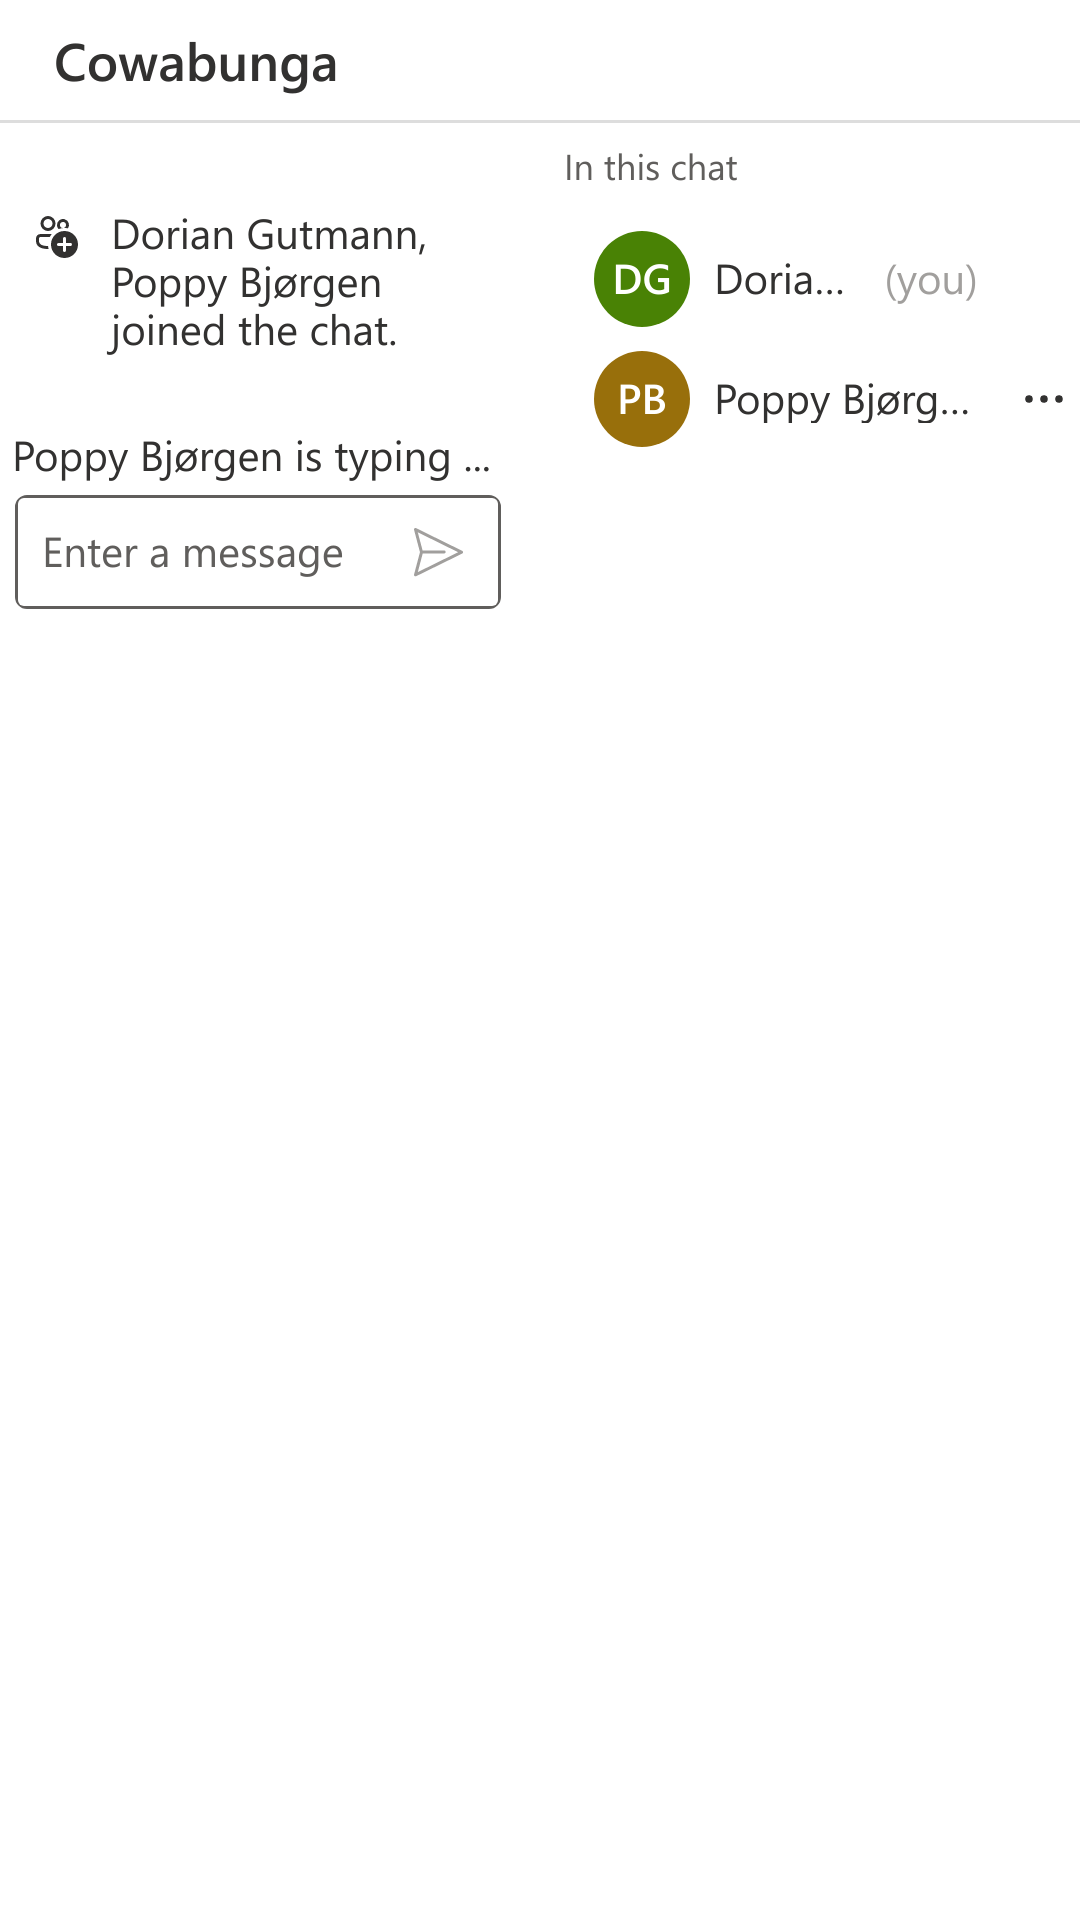 Cowabunga
Dorian Gutmann,
Poppy Bjørgen
joined the chat.
Poppy Bjørgen is typing ...
Enter a message
In this chat
DG Doria... (you)
PB Poppy Bjørg...